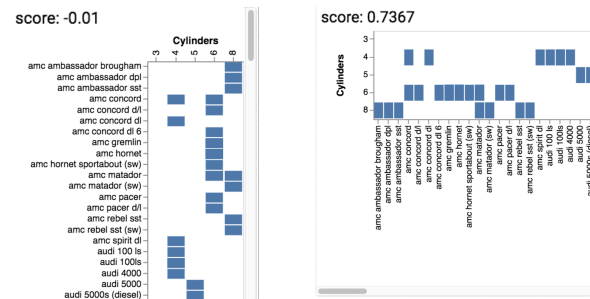 score: -0.01
Cylinders
3 4 5 6 8
amc ambassador brougham
amc ambassador dpl
amc ambassador sst
amc concord
amc concord d/l
amc concord dl
amc concord dl 6
amc gremlin
amc hornet
amc hornet sportabout (sw)
amc matador
amc matador (sw)
amc pacer
amc pacer d/l
amc rebel sst
amc rebel sst (sw)
amc spirit dl
audi 100 ls
audi 100ls
audi 4000
audi 5000
audi 5000s (diesel)
score: 0.7367
Cylinders
3
4
5
6
8
amc ambassador brougham
amc ambassador dpl
amc ambassador sst
amc concord
amc concord d/l
amc concord dl
amc concord dl 6
amc gremlin
amc hornet
amc hornet sportabout (sw)
amc matador
amc matador (sw)
amc pacer
amc pacer d/l
amc rebel sst
amc rebel sst (sw)
amc spirit dl
audi 100 ls
audi 100ls
audi 4000
audi 5000
audi 5000s (diesel)